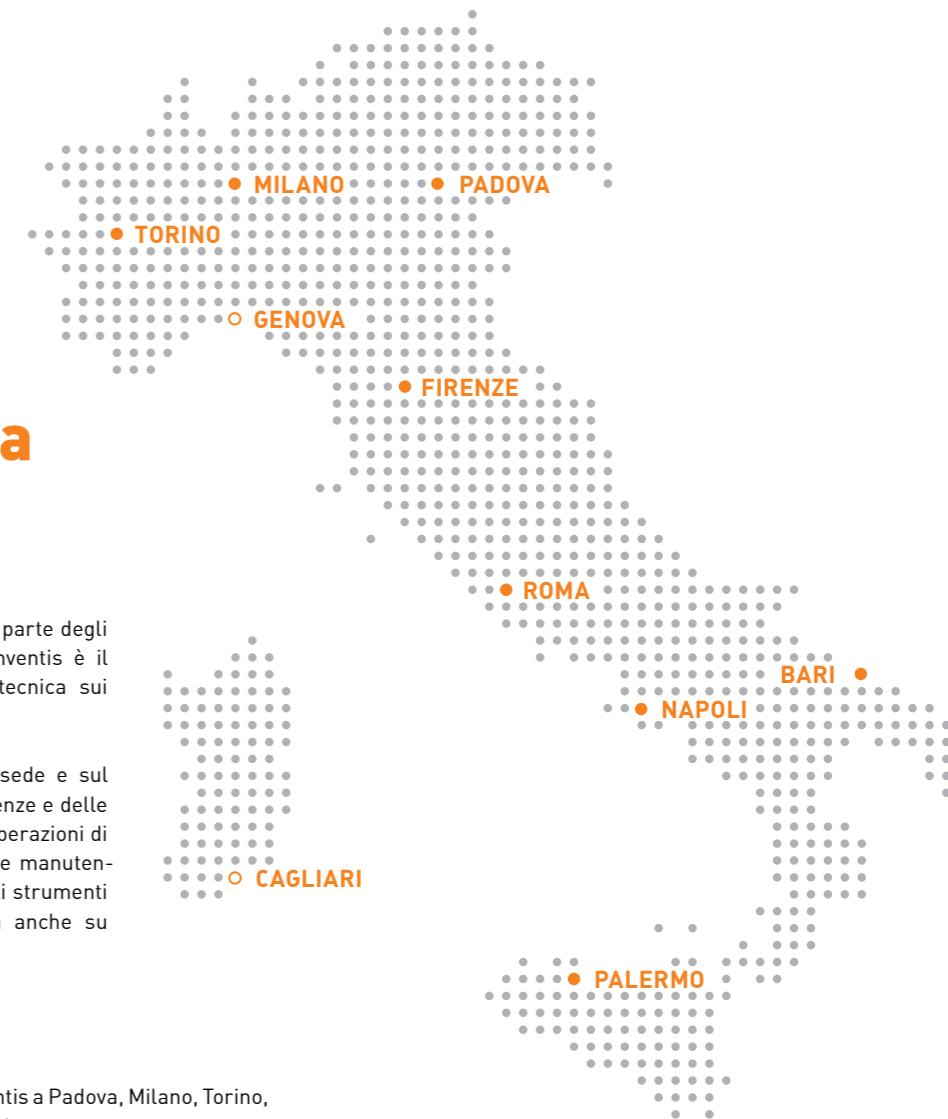 MILANO
PADOVA
TORINO
GENOVA
FIRENZE
a
ROMA
parte degli
nventis è il
tecnica sui
BARI
NAPOLI
sede e sul
enze e delle
perazioni di
e manuten-
i strumenti
anche su
CAGLIARI
PALERMO
ntis a Padova, Milano, Torino,